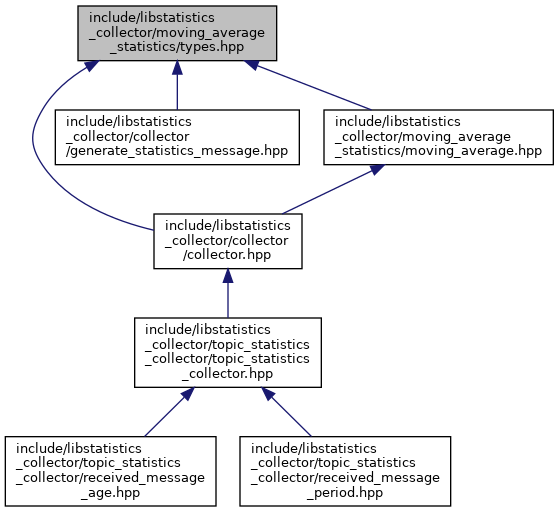 include/libstatistics
_collector/moving_average
_statistics/types.hpp
include/libstatistics
_collector/collector
/generate_statistics_message.hpp
include/libstatistics
_collector/moving_average
_statistics/moving_average.hpp
include/libstatistics
_collector/collector
/collector.hpp
include/libstatistics
_collector/topic_statistics
_collector/topic_statistics
_collector.hpp
include/libstatistics
_collector/topic_statistics
_collector/received_message
_age.hpp
include/libstatistics
_collector/topic_statistics
_collector/received_message
_period.hpp